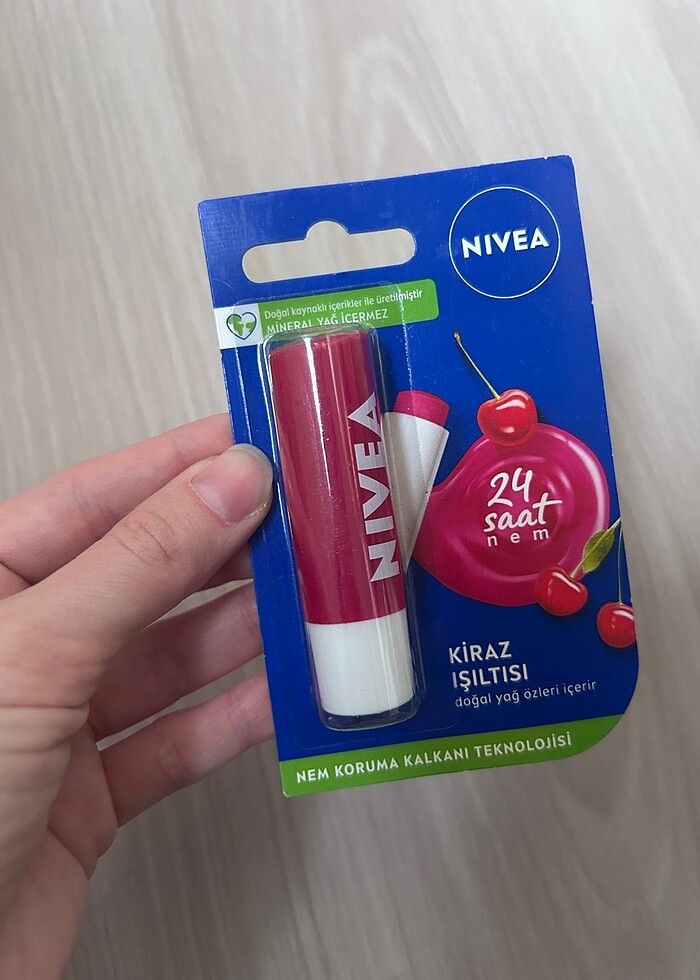 NIVEA
Doğal kaynaklı içerikler ile üretilmiştir
MİNERAL YAĞ İÇERMEZ
NIVEA
24
saat
nem
KİRAZ
IŞILTISI
doğal yağ özleri içerir
NEM KORUMA KALKANI TEKNOLOJİSİ